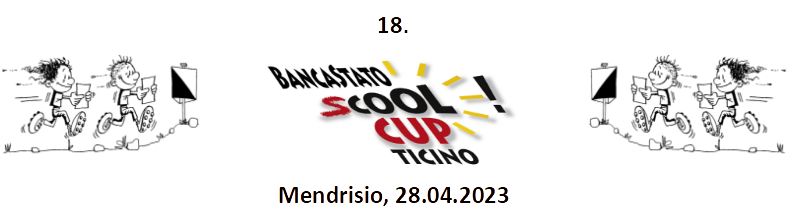 18.
BANCASTATO
SCOOL !
CUP
TICINO
Mendrisio, 28.04.2023